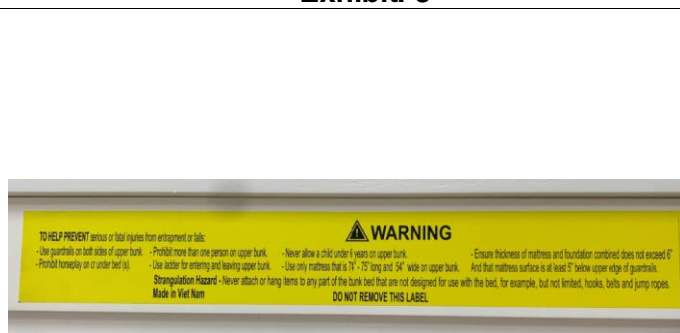 WARNING
TO HELP PREVENT serious or fatal injuries from entrapment or falls:
- Use guardrails on both sides of upper bunk. - Prohibit more than one person on upper bunk. - Never allow a child under 6 years on upper bunk. - Ensure thickness of mattress and foundation combined does not exceed 6"
- Prohibit horseplay on or under bed (s). - Use ladder for entering and leaving upper bunk. - Use only mattress that is 74" - 75" long and 54" wide on upper bunk. And that mattress surface is at least 5" below upper edge of guardrails.
Strangulation Hazard - Never attach or hang items to any part of the bunk bed that are not designed for use with the bed, for example, but not limited, hooks, belts and jump ropes.
Made in Viet Nam DO NOT REMOVE THIS LABEL